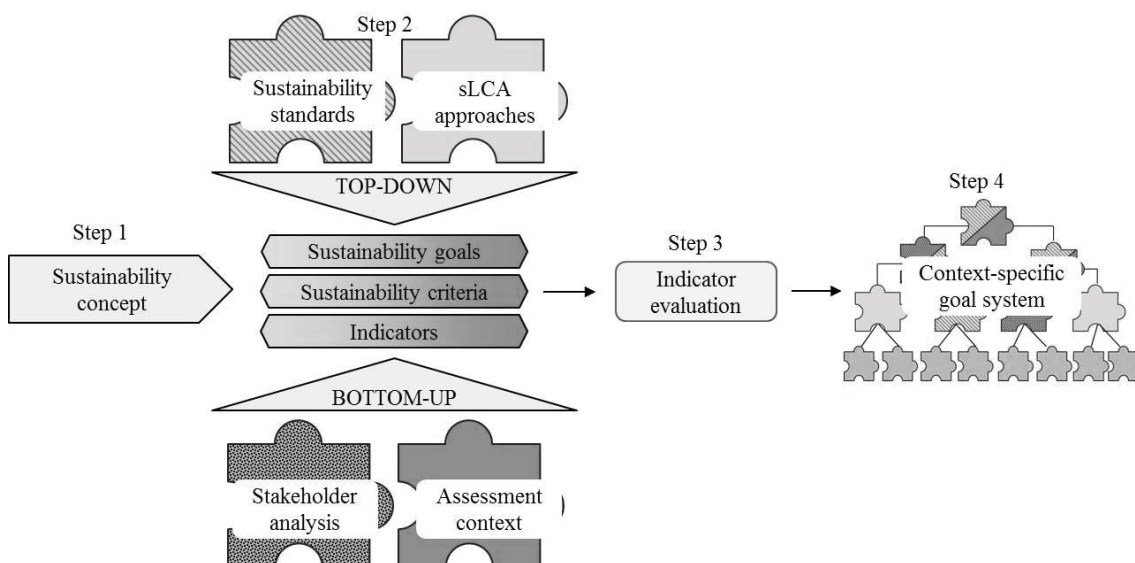 Step 2
Sustainability
standards
sLCA
approaches
TOP-DOWN
Step 1
Sustainability
concept
Sustainability goals
Sustainability criteria
Indicators
Step 3
Indicator
evaluation
Step 4
Context-specific
goal system
BOTTOM-UP
Stakeholder
analysis
Assessment
context